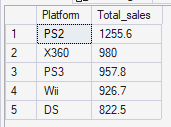 Platform Total_sales
1 PS2 1255.6
2 X360 980
3 PS3 957.8
4 Wii 926.7
5 DS 822.5